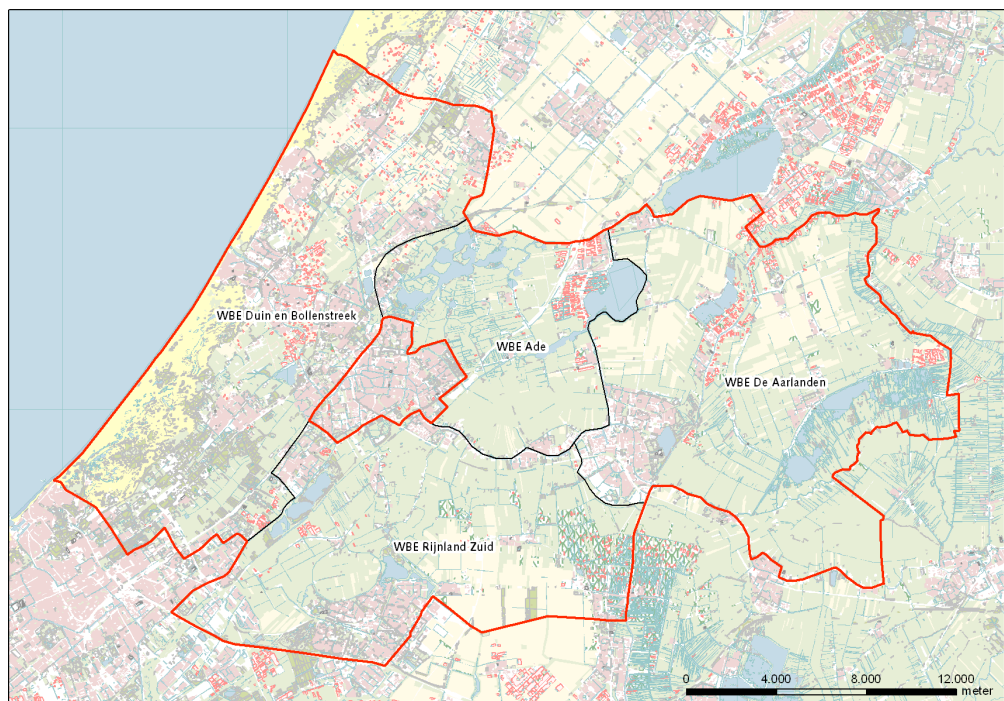 WBE Duin en Bollenstreek
WBE Ade
WBE De Aarlanden
WBE Rijnland Zuid
0 4.000 8.000 12.000
meter